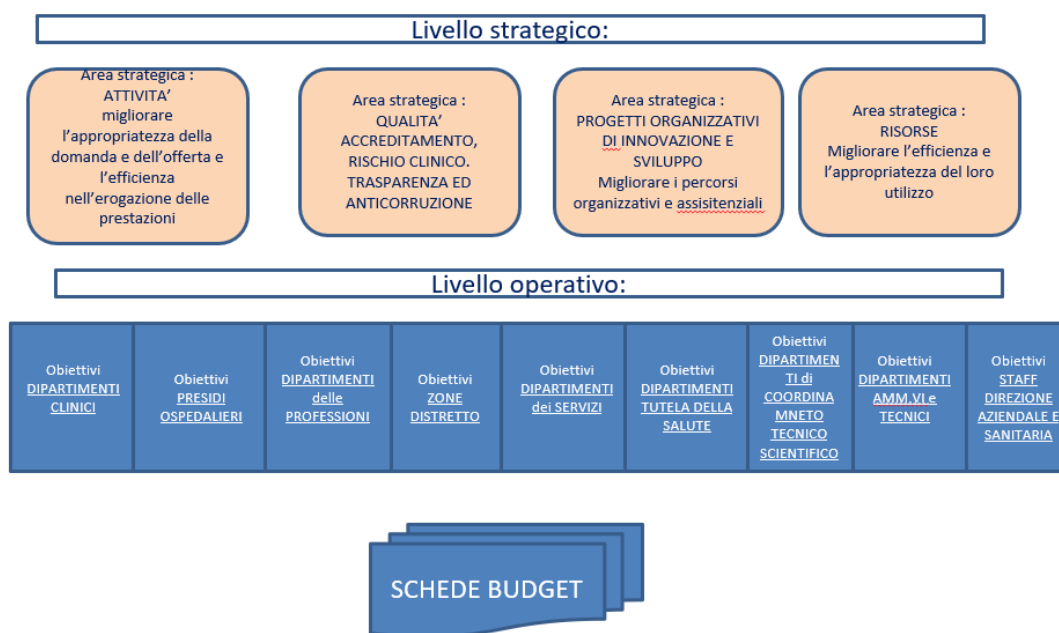 Livello strategico:
Area strategica :
ATTIVITA’
migliorare
l’appropriatezza della
domanda e dell’offerta e
l’efficienza
nell’erogazione delle
prestazioni
Area strategica :
QUALITA’
ACCREDITAMENTO,
RISCHIO CLINICO.
TRASPARENZA ED
ANTICORRUZIONE
Area strategica :
PROGETTI ORGANIZZATIVI
DI INNOVAZIONE E
SVILUPPO
Migliorare i percorsi
organizzativi e assisitenziali
Area strategica :
RISORSE
Migliorare l’efficienza e
l’appropriatezza del loro
utilizzo
Livello operativo:
Obiettivi
DIPARTIMENTI
CLINICI
Obiettivi
PRESIDI
OSPEDALIERI
Obiettivi
DIPARTIMENTI
delle
PROFESSIONI
Obiettivi
ZONE
DISTRETTO
Obiettivi
DIPARTIMENTI
dei SERVIZI
Obiettivi
DIPARTIMENTI
TUTELA DELLA
SALUTE
Obiettivi
DIPARTIMEN
TI di
COORDINA
MNETO
TECNICO
SCIENTIFICO
Obiettivi
DIPARTIMENTI
AMM.VI e
TECNICI
Obiettivi
STAFF
DIREZIONE
AZIENDALE E
SANITARIA
SCHEDE BUDGET